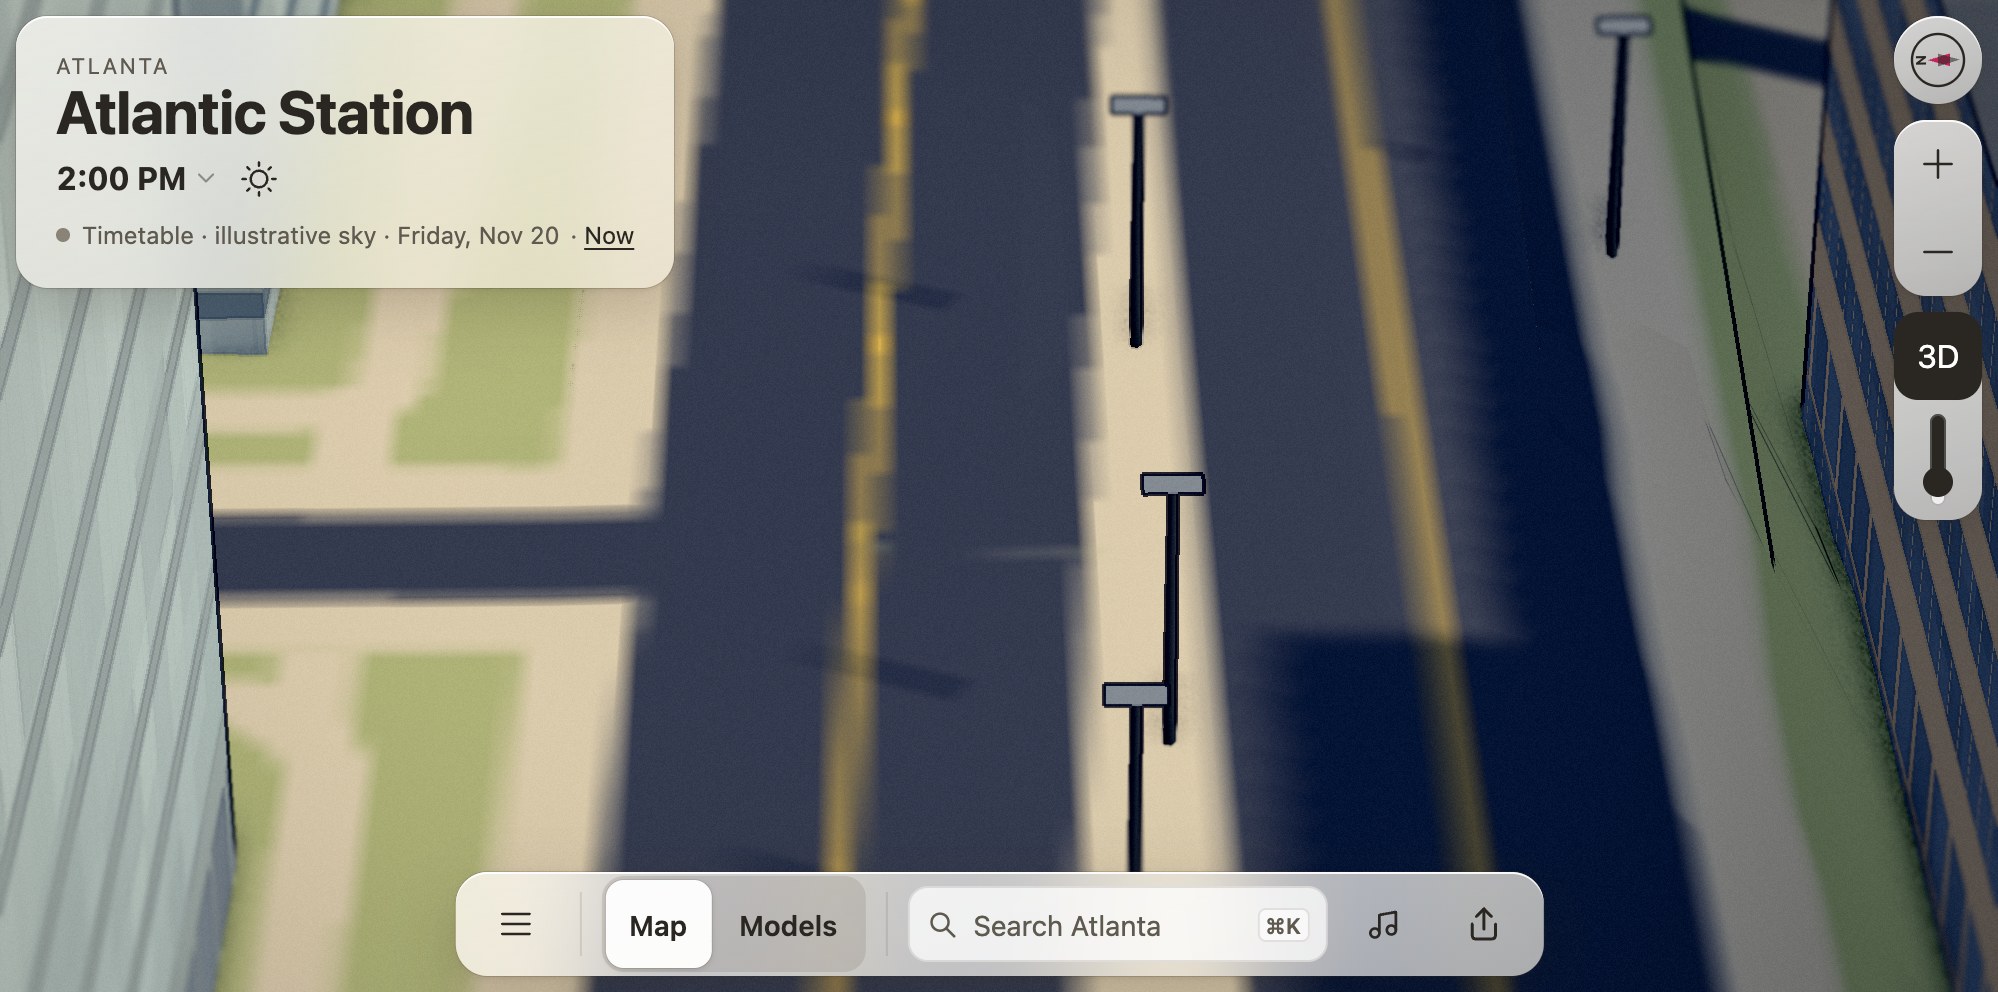 ATLANTA
Atlantic Station
2:00 PM
Timetable · illustrative sky · Friday, Nov 20 · Now
N
3D
Map
Models
Search Atlanta
⌘K